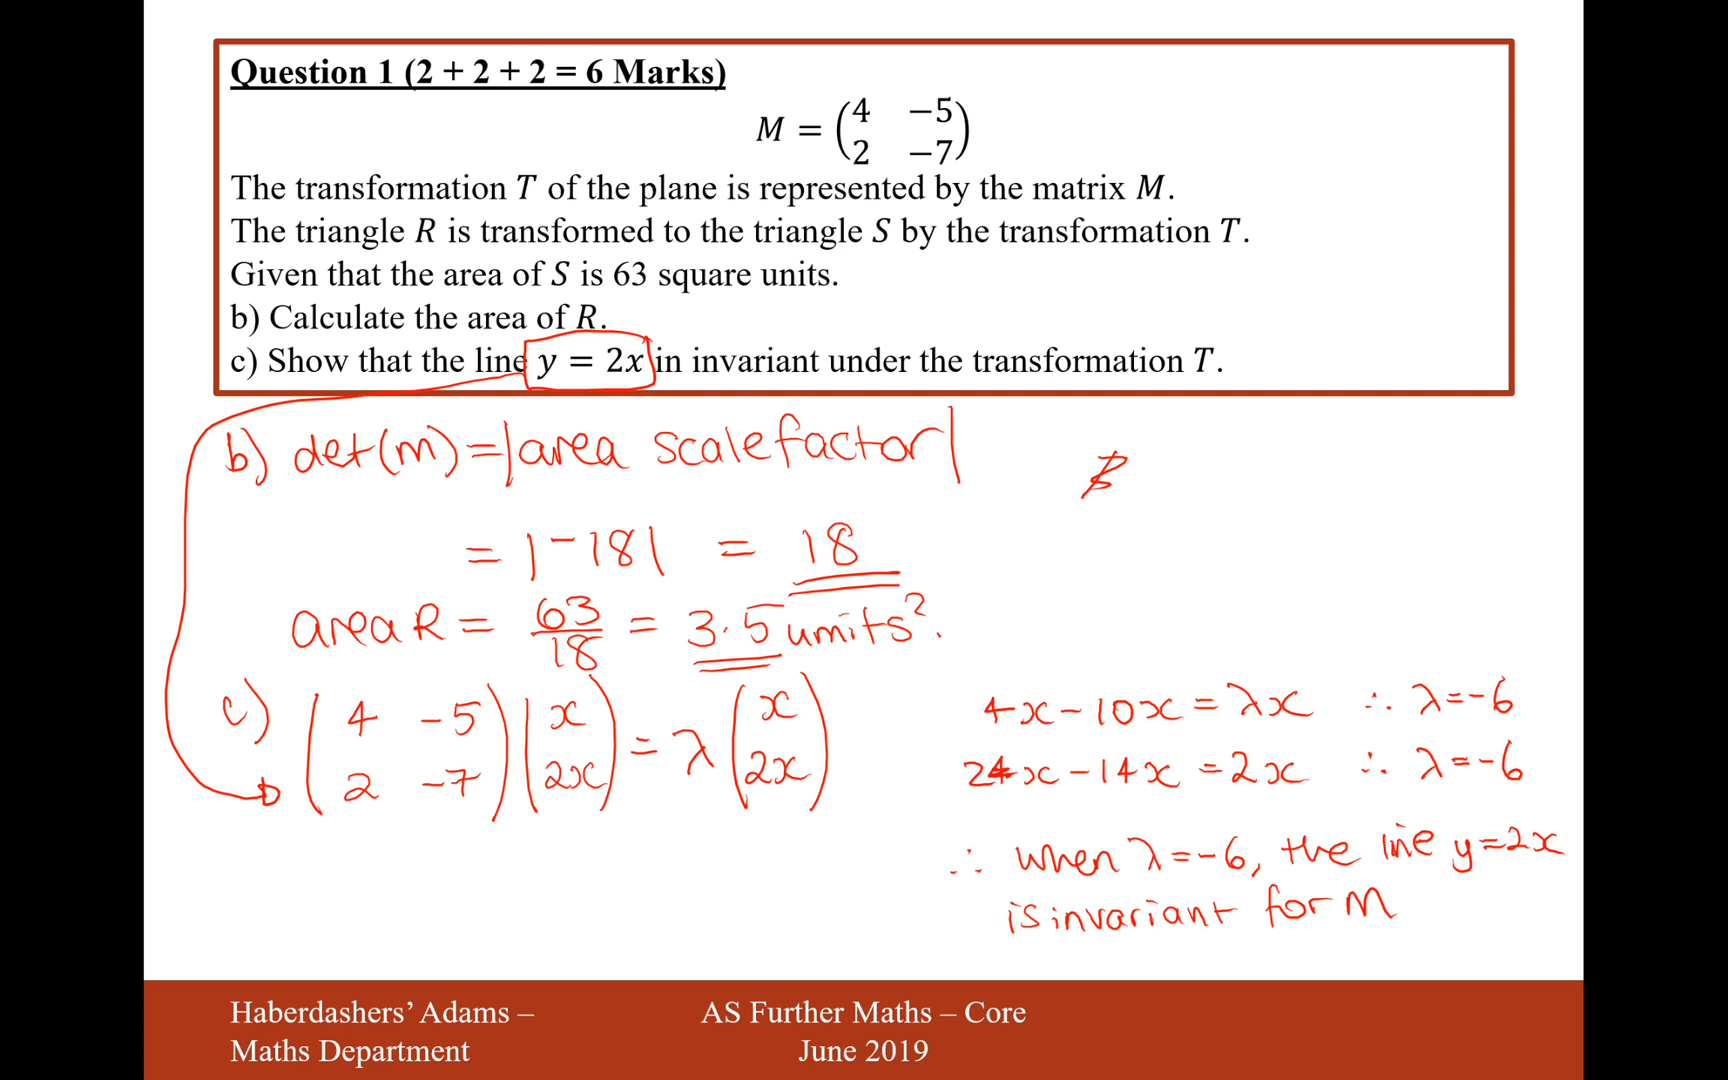 Question 1 (2 + 2 + 2 = 6 Marks)
M = (4 −5
2 −7)
The transformation T of the plane is represented by the matrix M.
The triangle R is transformed to the triangle S by the transformation T.
Given that the area of S is 63 square units.
b) Calculate the area of R.
c) Show that the line y = 2x in invariant under the transformation T.
b) det(m) = |area scale factor|
= |-18| = 18
area R = 63/18 = 3.5 units².
c) (4 -5
2 -7) (x
2x) = λ (x
2x)
4x - 10x = λx ∴ λ = -6
2x - 14x = 2x ∴ λ = -6
∴ when λ = -6, the line y = 2x
is invariant for M
Haberdashers' Adams –
Maths Department
AS Further Maths – Core
June 2019